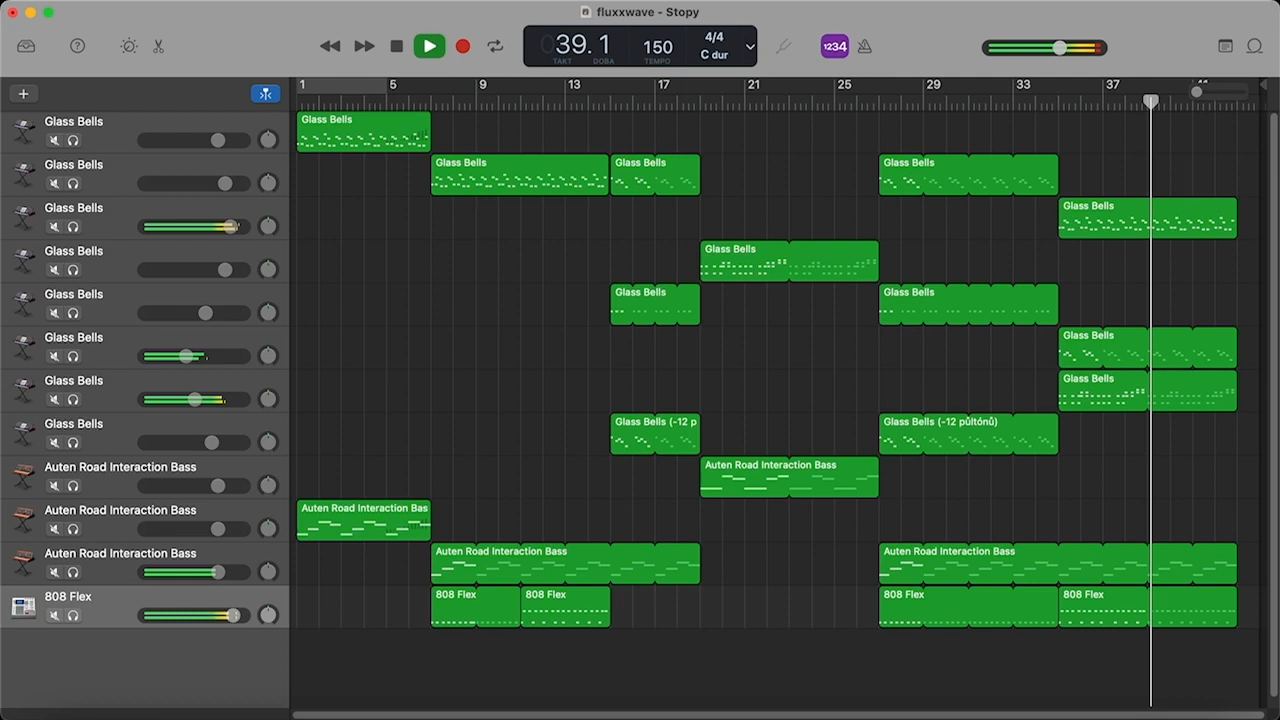 fluxxwave - Stopy
39. 1
TAKT DOBA
150
TEMPO
4/4
C dur
1234
1 5 9 13 17 21 25 29 33 37
Glass Bells
Glass Bells
Glass Bells
Glass Bells Glass Bells Glass Bells Glass Bells
Glass Bells
Glass Bells
Glass Bells
Glass Bells
Glass Bells
Glass Bells Glass Bells
Glass Bells
Glass Bells
Glass Bells
Glass Bells
Glass Bells
Glass Bells (-12 p Glass Bells (-12 půltónů)
Auten Road Interaction Bass
Auten Road Interaction Bass
Auten Road Interaction Bass
Auten Road Interaction Bas
Auten Road Interaction Bass
Auten Road Interaction Bass Auten Road Interaction Bass
808 Flex
808 Flex 808 Flex 808 Flex 808 Flex